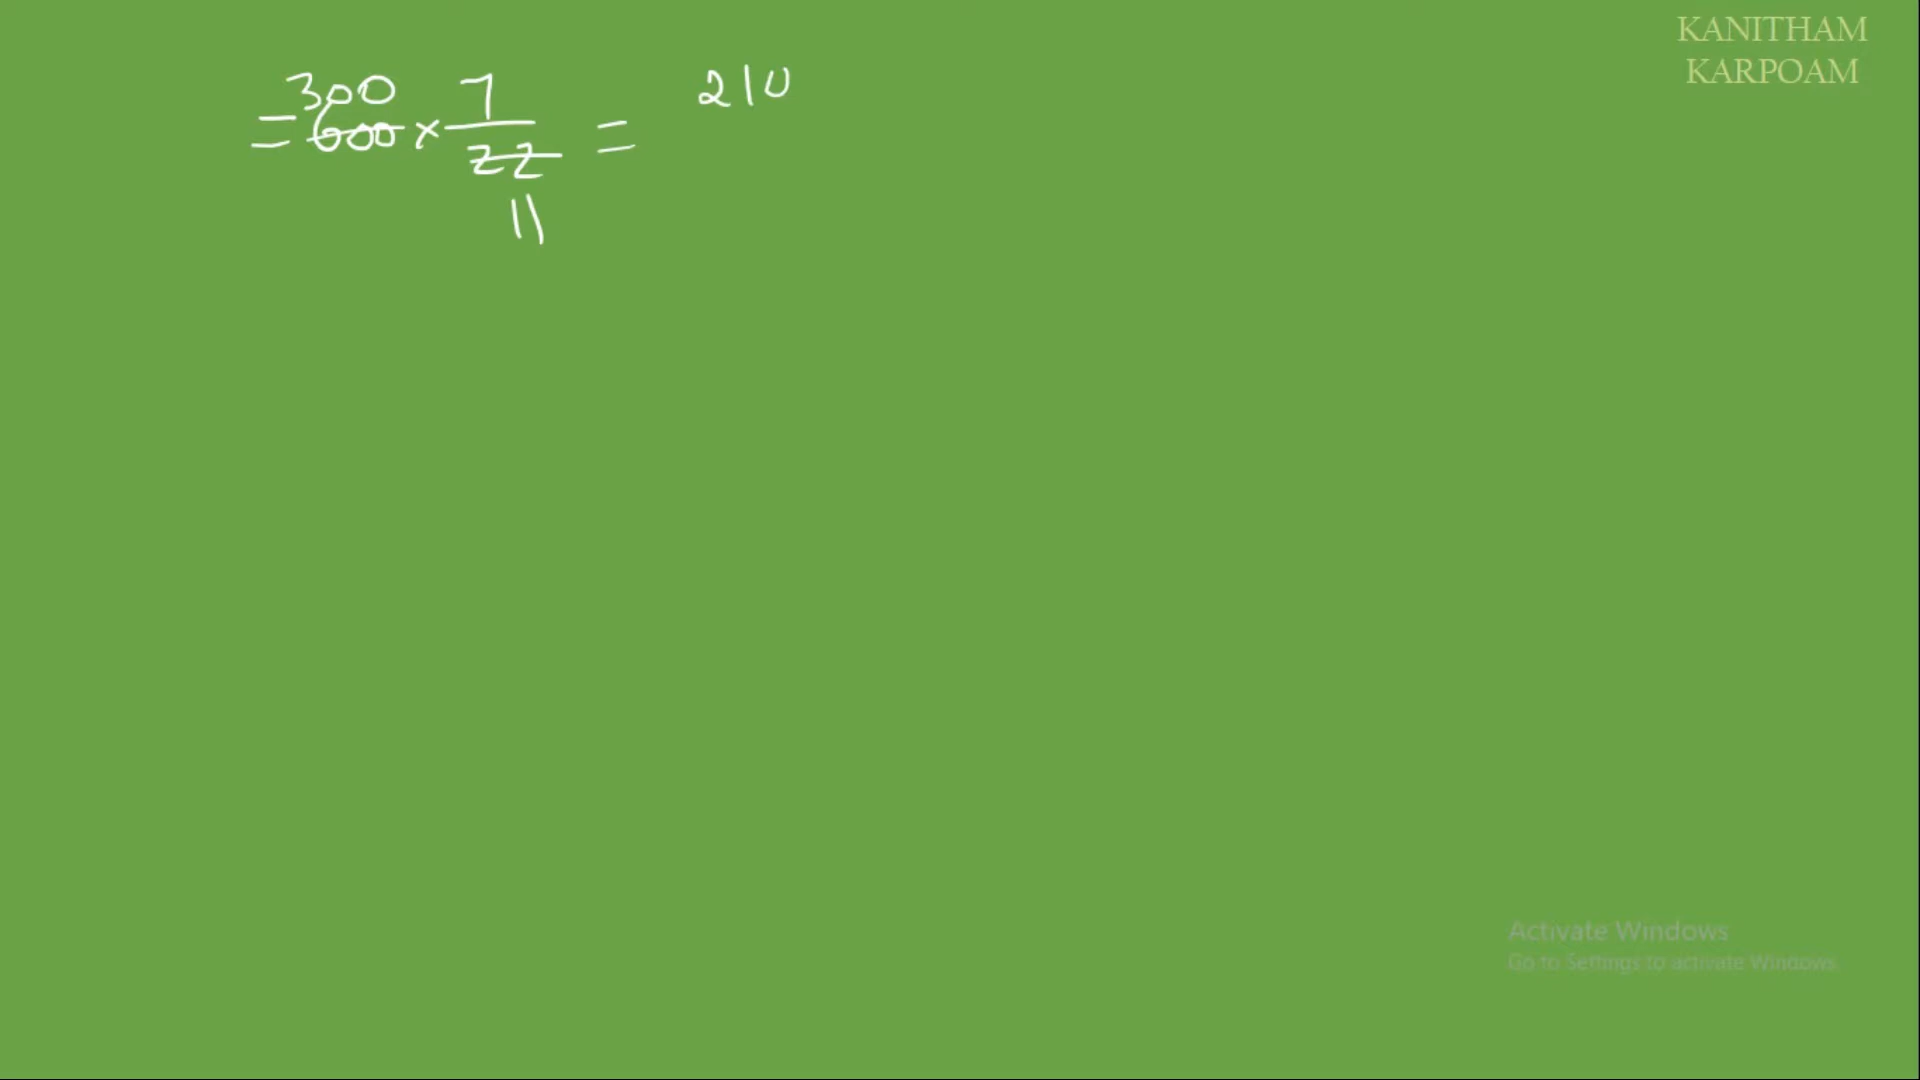 KANITHAM
KARPOAM
300 7 210
= 600 × 22 =
11
Activate Windows
Go to Settings to activate Windows.